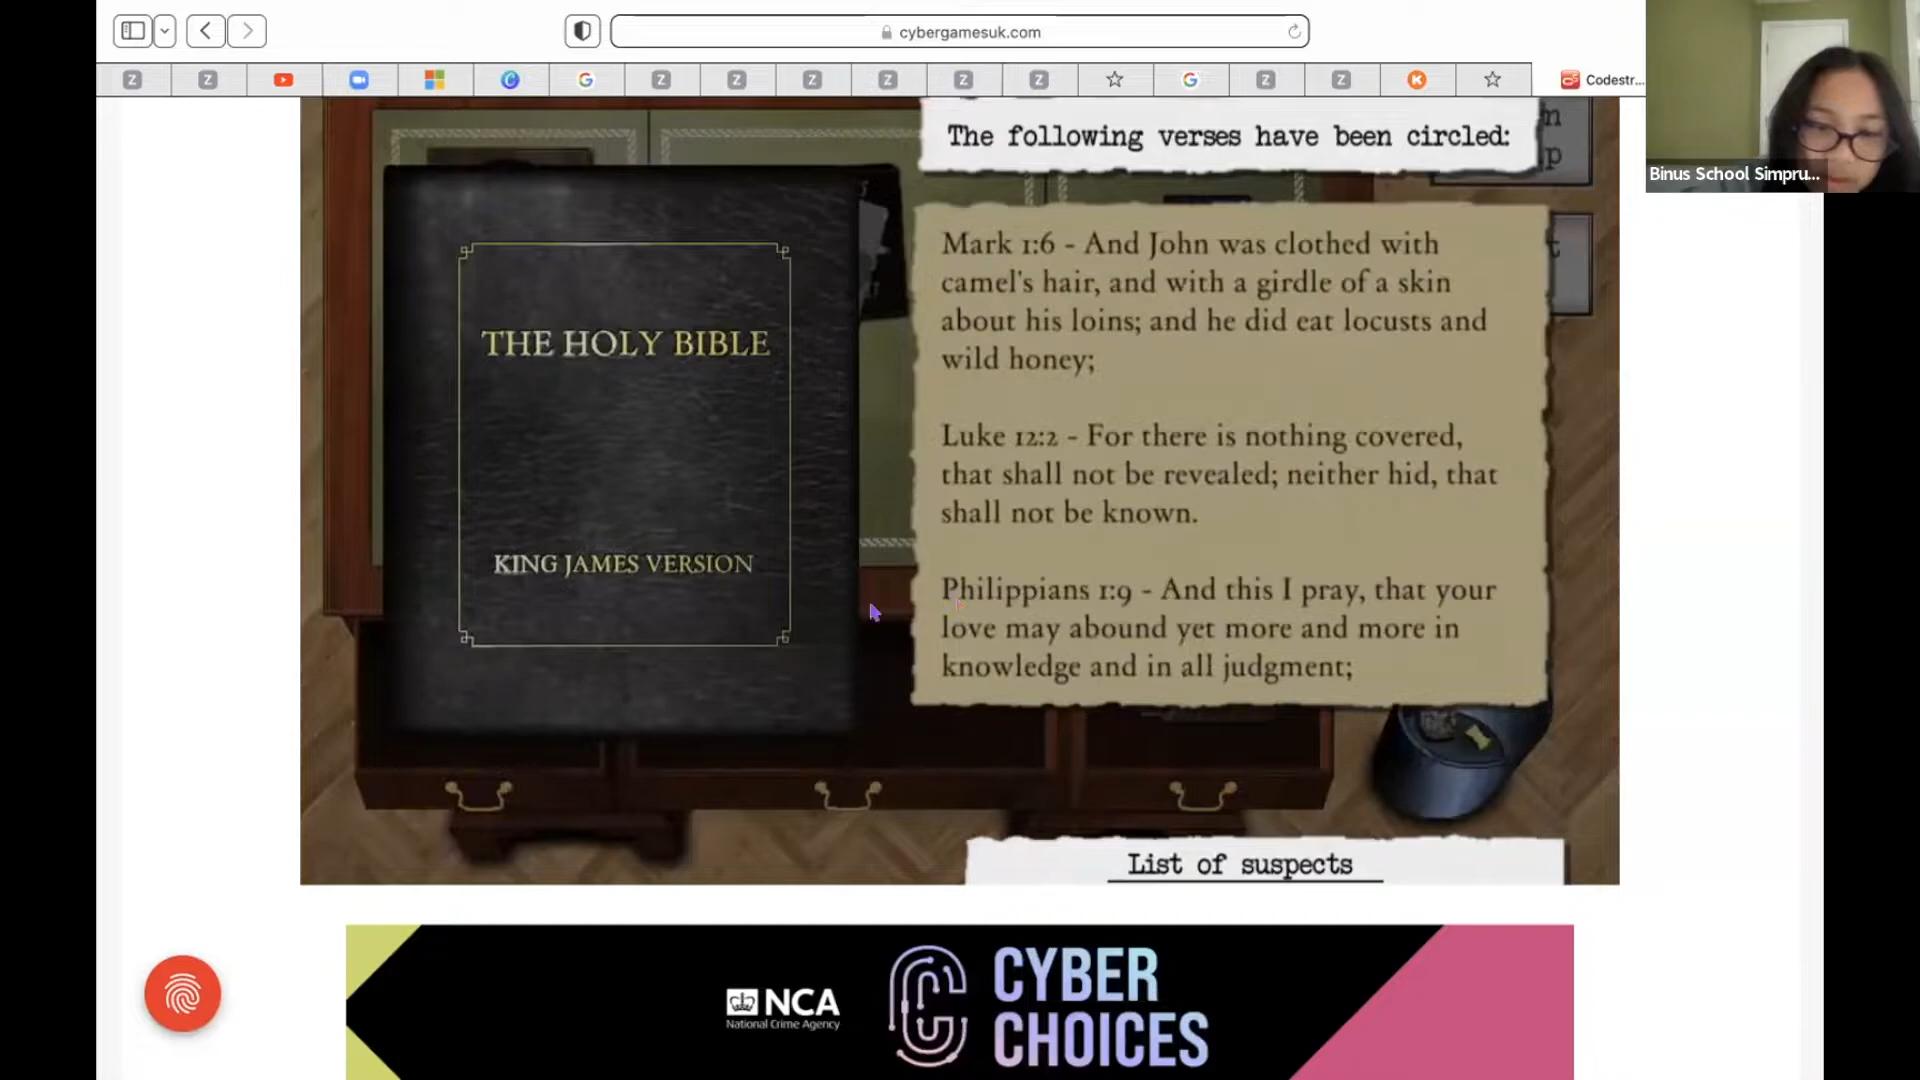 cybergamesuk.com
Codestr...
Binus School Simpru...
The following verses have been circled:
THE HOLY BIBLE
KING JAMES VERSION
Mark 1:6 - And John was clothed with
camel's hair, and with a girdle of a skin
about his loins; and he did eat locusts and
wild honey;
Luke 12:2 - For there is nothing covered,
that shall not be revealed; neither hid, that
shall not be known.
Philippians 1:9 - And this I pray, that your
love may abound yet more and more in
knowledge and in all judgment;
List of suspects
NCA
National Crime Agency
CYBER
CHOICES